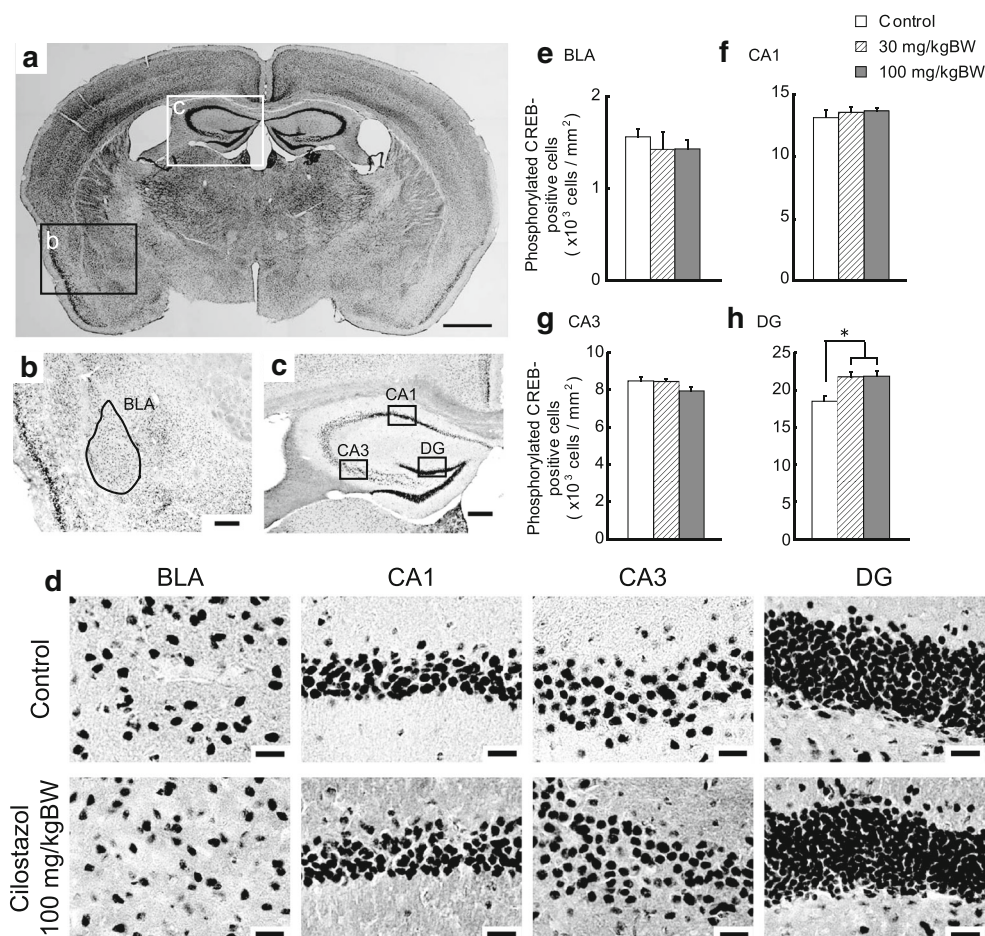 Control
30 mg/kgBW
100 mg/kgBW
a
c
b
e BLA
Phosphorylated CREB-
positive cells
( x10³ cells / mm²)
2
1
0
f CA1
15
10
5
0
b
BLA
c
CA1
CA3
DG
g CA3
Phosphorylated CREB-
positive cells
( x10³ cells / mm²)
10
8
6
4
2
0
h DG
*
25
20
15
10
5
0
d
BLA CA1 CA3 DG
Control
Cilostazol
100 mg/kgBW